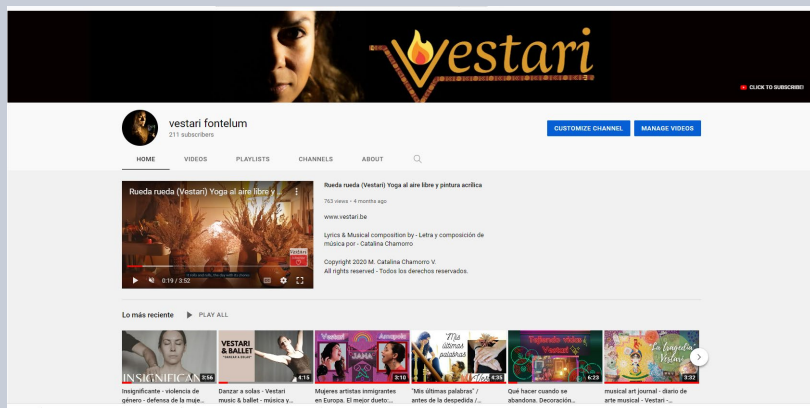 Vestari
CLICK TO SUBSCRIBE!
vestari fontelum
211 subscribers
CUSTOMIZE CHANNEL
MANAGE VIDEOS
HOME
VIDEOS
PLAYLISTS
CHANNELS
ABOUT
Rueda rueda (Vestari) Yoga al aire libre y ...
Vestari
0:19 / 3:52
Rueda rueda (Vestari) Yoga al aire libre y pintura acrílica
763 views • 4 months ago
www.vestari.be
Lyrics & Musical composition by - Letra y composición de
música por - Catalina Chamorro
Copyright 2020 M. Catalina Chamorro V.
All rights reserved - Todos los derechos reservados.
Lo más reciente
PLAY ALL
INSIGNIFICAN
3:56
VESTARI
& BALLET
"DANZAR A SOLAS"
4:15
Vestari
Amapola
JAHA
3:10
"Mis
últimas
palabras"
4:35
Tejiendo vidas
Vestari
6:23
La Tragedia
Vestari
3:32
Insignificante - violencia de
género - defensa de la muje...
Danzar a solas - Vestari
music & ballet - música y...
Mujeres artistas inmigrantes
en Europa. El mejor dueto:...
"Mis últimas palabras" /
antes de la despedida /...
Qué hacer cuando se
abandona. Decoración...
musical art journal - diario de
arte musical - Vestari -...